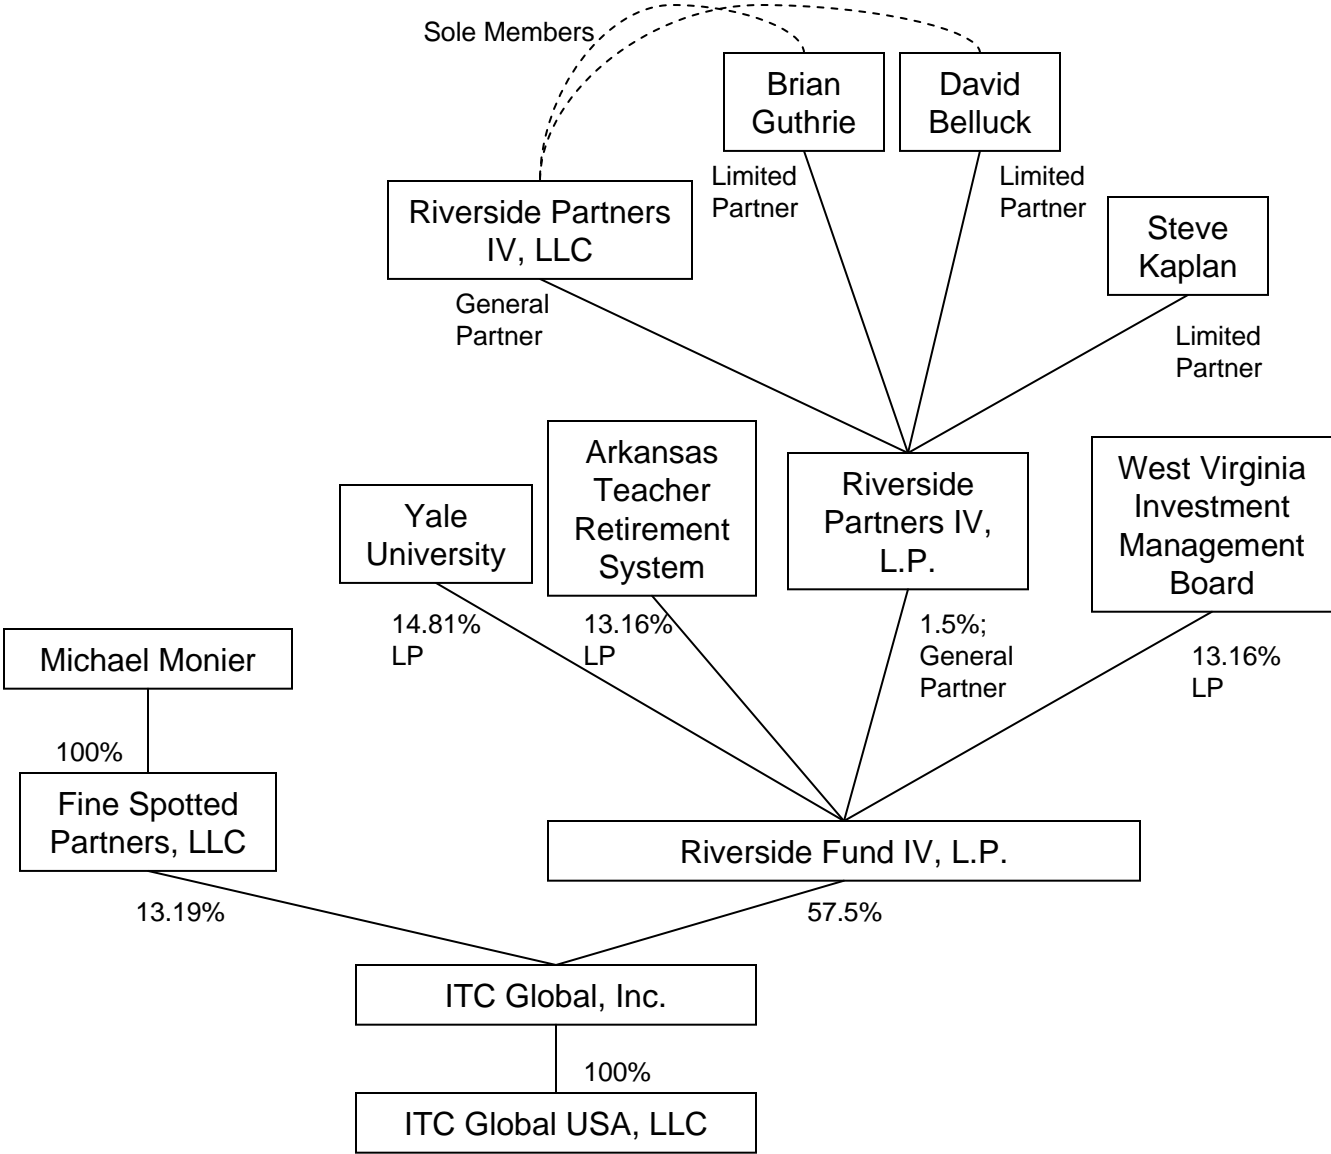 Sole Members
Brian
Guthrie
David
Belluck
Limited
Partner
Limited
Partner
Riverside Partners
IV, LLC
Steve
Kaplan
General
Partner
Limited
Partner
Arkansas
Teacher
Retirement
System
West Virginia
Investment
Management
Board
Riverside
Partners IV,
L.P.
Yale
University
14.81%
LP
13.16%
LP
1.5%;
General
Partner
13.16%
LP
Michael Monier
100%
Fine Spotted
Partners, LLC
Riverside Fund IV, L.P.
13.19%
57.5%
ITC Global, Inc.
100%
ITC Global USA, LLC